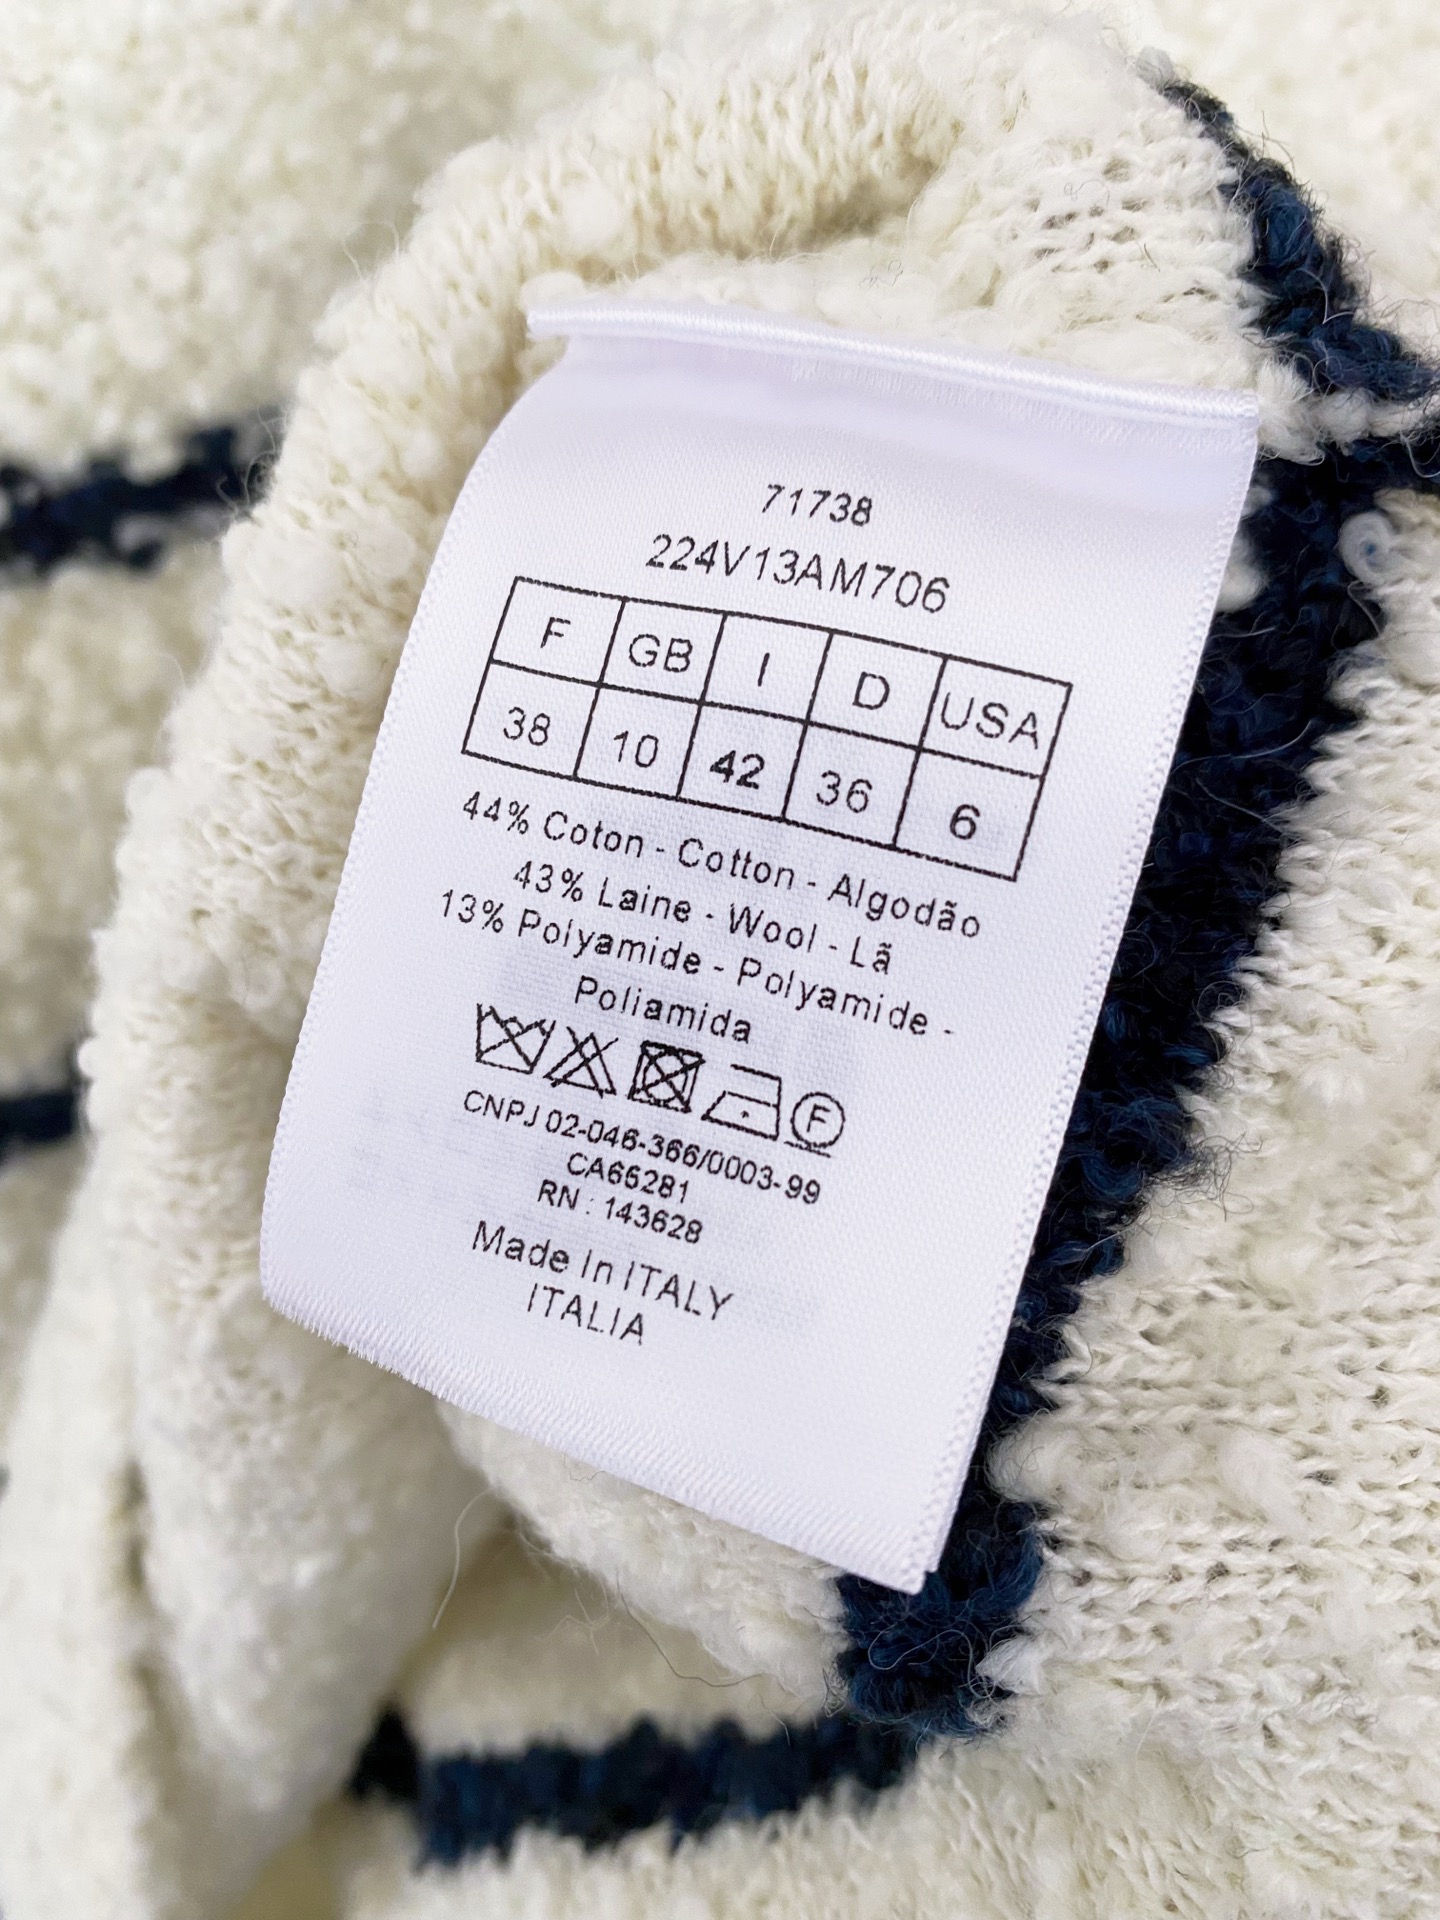 71738
224V13AM706
F GB I D USA
38 10 42 36 6
44% Coton - Cotton - Algodão
43% Laine - Wool - Lã
13% Polyamide - Polyamide -
Poliamida
F
CNPJ 02-046-366/0003-99
CA66281
RN : 143628
Made in ITALY
ITALIA